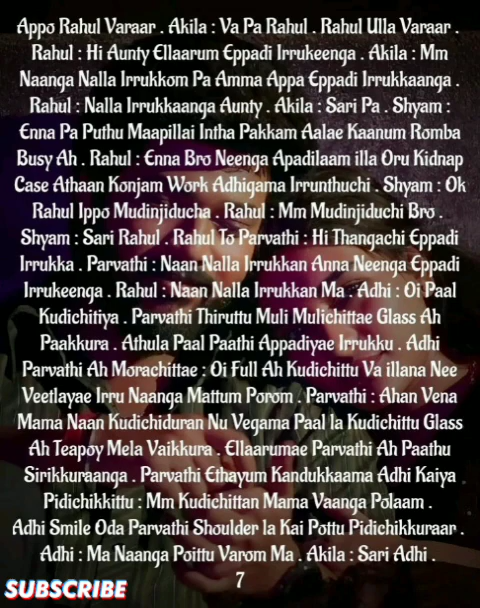 Appo Rahul Varaar . Akila : Va Pa Rahul . Rahul Ulla Varaar .
Rahul : Hi Aunty Ellaarum Eppadi Irrukeenga . Akila : Mm
Naanga Nalla Irrukkom Pa Amma Appa Eppadi Irrukkaanga .
Rahul : Nalla Irrukkaanga Aunty . Akila : Sari Pa . Shyam :
Enna Pa Puthu Maapillai Intha Pakkam Aalae Kaanum Romba
Busy Ah . Rahul : Enna Bro Neenga Apadilaam illa Oru Kidnap
Case Athaan Konjam Work Adhigama Irrunthuchi . Shyam : Ok
Rahul Ippo Mudinjiducha . Rahul : Mm Mudinjiduchi Bro .
Shyam : Sari Rahul . Rahul To Parvathi : Hi Thangachi Eppadi
Irrukka . Parvathi : Naan Nalla Irrukkan Anna Neenga Eppadi
Irrukeenga . Rahul : Naan Nalla Irrukkan Ma . Adhi : Oi Paal
Kudichitiya . Parvathi Thiruttu Muli Mulichittae Glass Ah
Paakkura . Athula Paal Paathi Appadiyae Irrukku . Adhi
Parvathi Ah Morachittae : Oi Full Ah Kudichittu Va illana Nee
Veetlayae Irru Naanga Mattum Porom . Parvathi : Ahan Vena
Mama Naan Kudichiduran Nu Vegama Paal la Kudichittu Glass
Ah Teapoy Mela Vaikkura . Ellaarumae Parvathi Ah Paathu
Sirikkuraanga . Parvathi Ethayum Kandukkaama Adhi Kaiya
Pidichikkittu : Mm Kudichittan Mama Vaanga Polaam .
Adhi Smile Oda Parvathi Shoulder la Kai Pottu Pidichikkuraar .
Adhi : Ma Naanga Poittu Varom Ma . Akila : Sari Adhi .
7
SUBSCRIBE